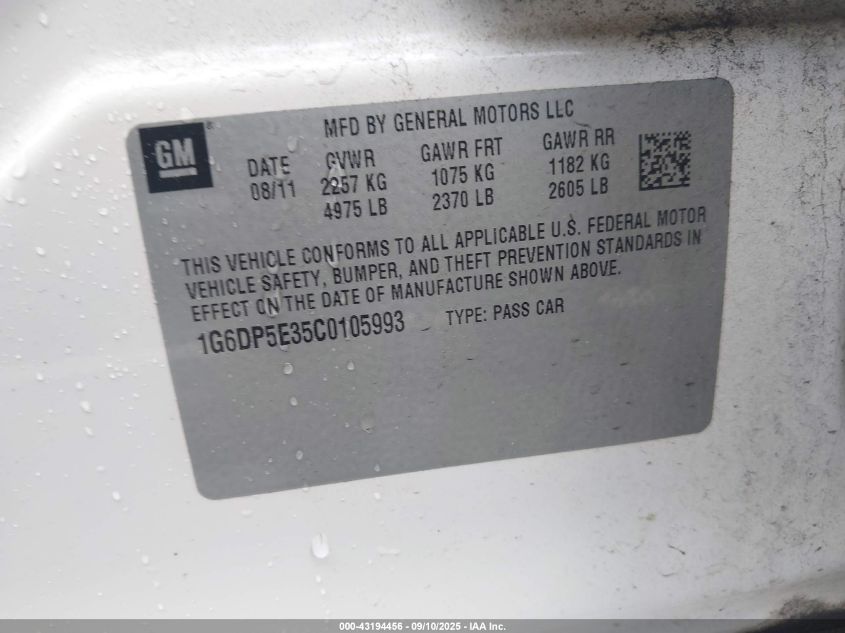 GM®
MFD BY GENERAL MOTORS LLC
DATE GVWR GAWR FRT GAWR RR
08/11 2257 KG 1075 KG 1182 KG
4975 LB 2370 LB 2605 LB
THIS VEHICLE CONFORMS TO ALL APPLICABLE U.S. FEDERAL MOTOR
VEHICLE SAFETY, BUMPER, AND THEFT PREVENTION STANDARDS IN
EFFECT ON THE DATE OF MANUFACTURE SHOWN ABOVE.
1G6DP5E35C0105993 TYPE: PASS CAR
000-43194456 - 09/10/2025 - IAA Inc.